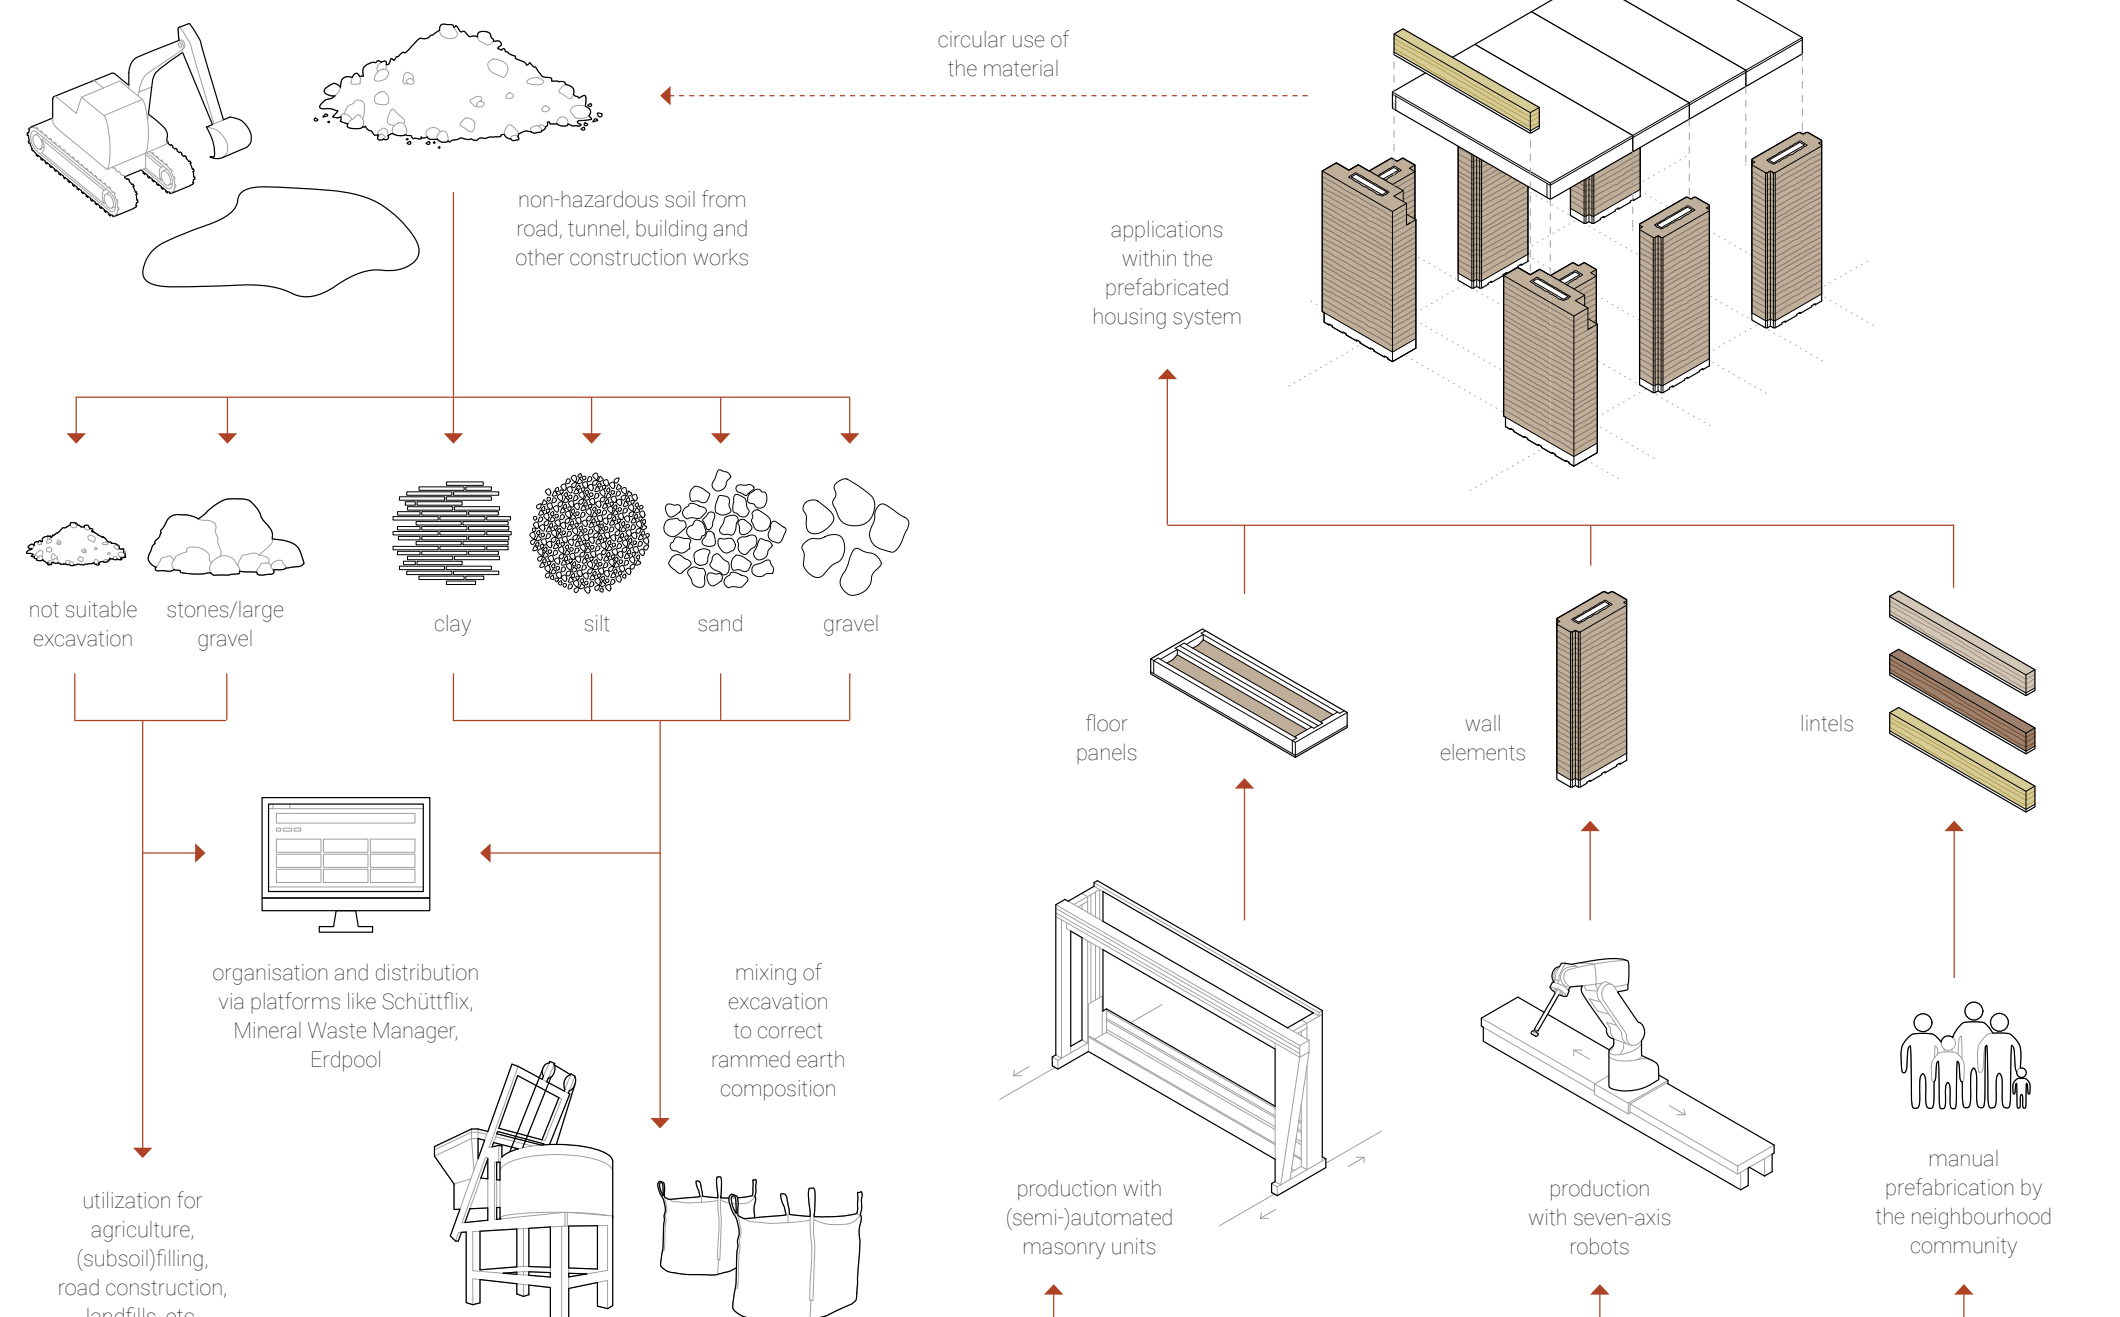 circular use of
the material
non-hazardous soil from
road, tunnel, building and
other construction works
applications
within the
prefabricated
housing system
not suitable
excavation
stones/large
gravel
clay
silt
sand
gravel
floor
panels
wall
elements
lintels
organisation and distribution
via platforms like Schüttflix,
Mineral Waste Manager,
Erdpool
mixing of
excavation
to correct
rammed earth
composition
utilization for
agriculture,
(subsoil)filling,
road construction,
landfills, etc.
production with
(semi-)automated
masonry units
production
with seven-axis
robots
manual
prefabrication by
the neighbourhood
community